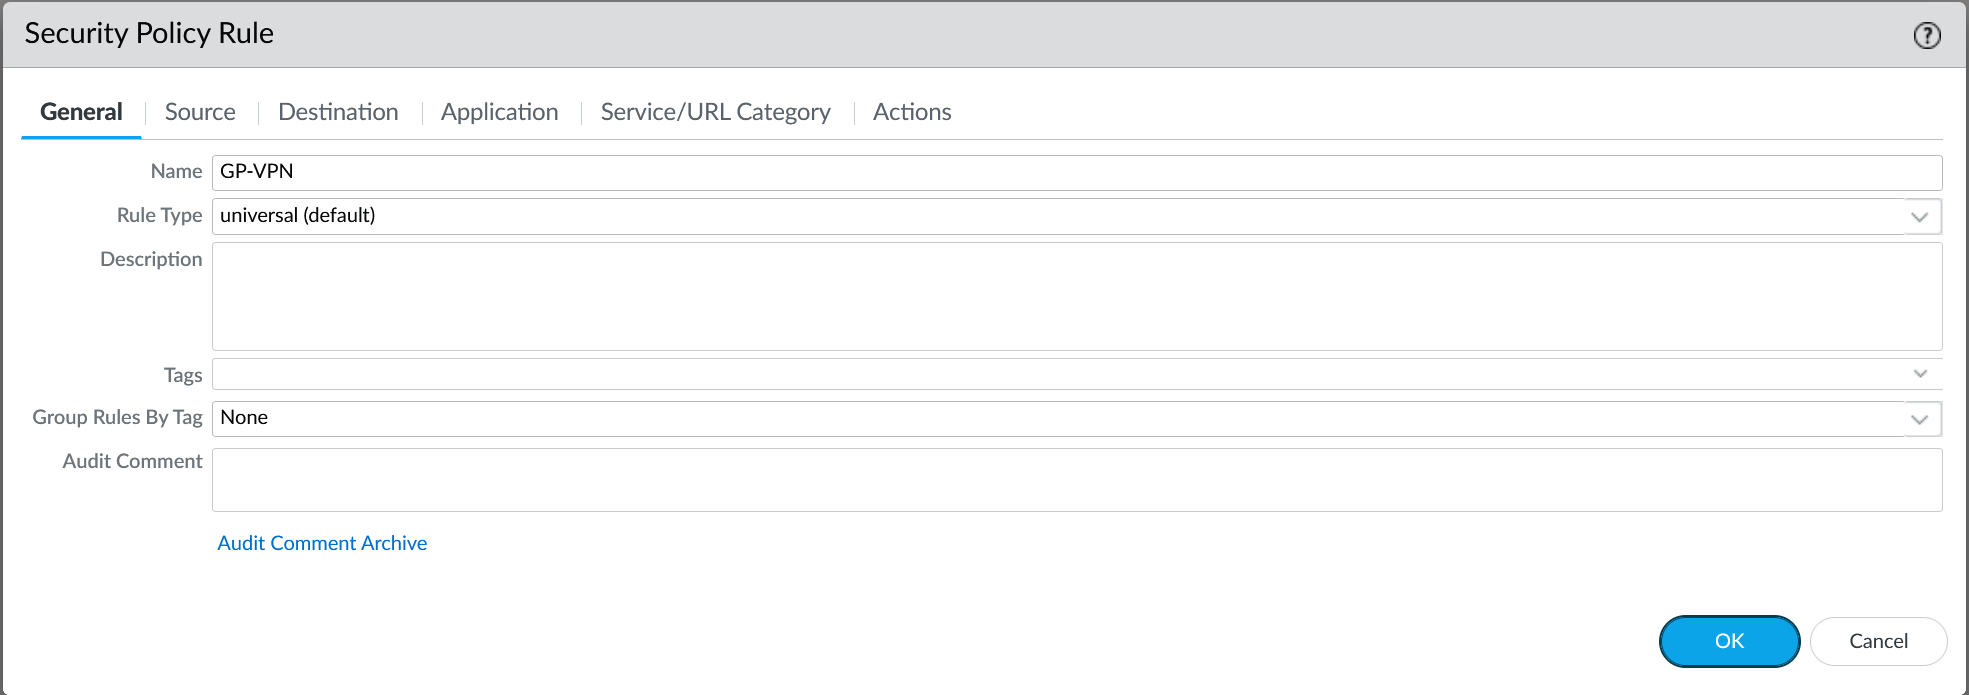 Security Policy Rule
General
Source
Destination
Application
Service/URL Category
Actions
Name
GP-VPN
Rule Type
universal (default)
Description
Tags
Group Rules By Tag
None
Audit Comment
Audit Comment Archive
OK
Cancel